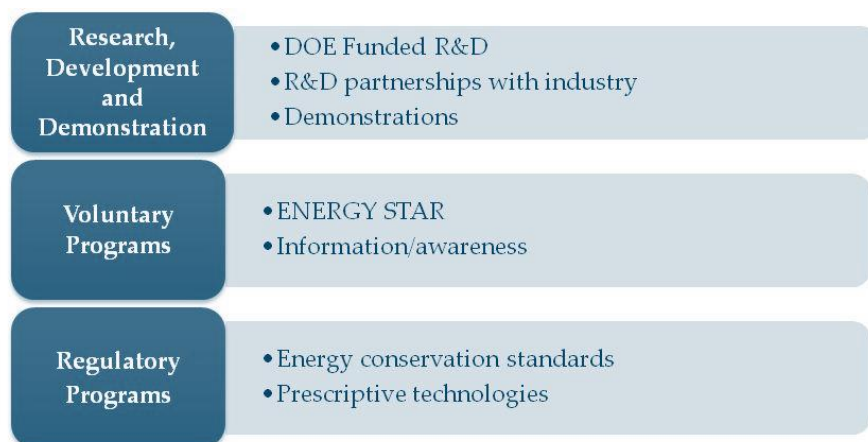 Research,
Development
and
Demonstration
• DOE Funded R&D
• R&D partnerships with industry
• Demonstrations
Voluntary
Programs
• ENERGY STAR
• Information/awareness
Regulatory
Programs
• Energy conservation standards
• Prescriptive technologies